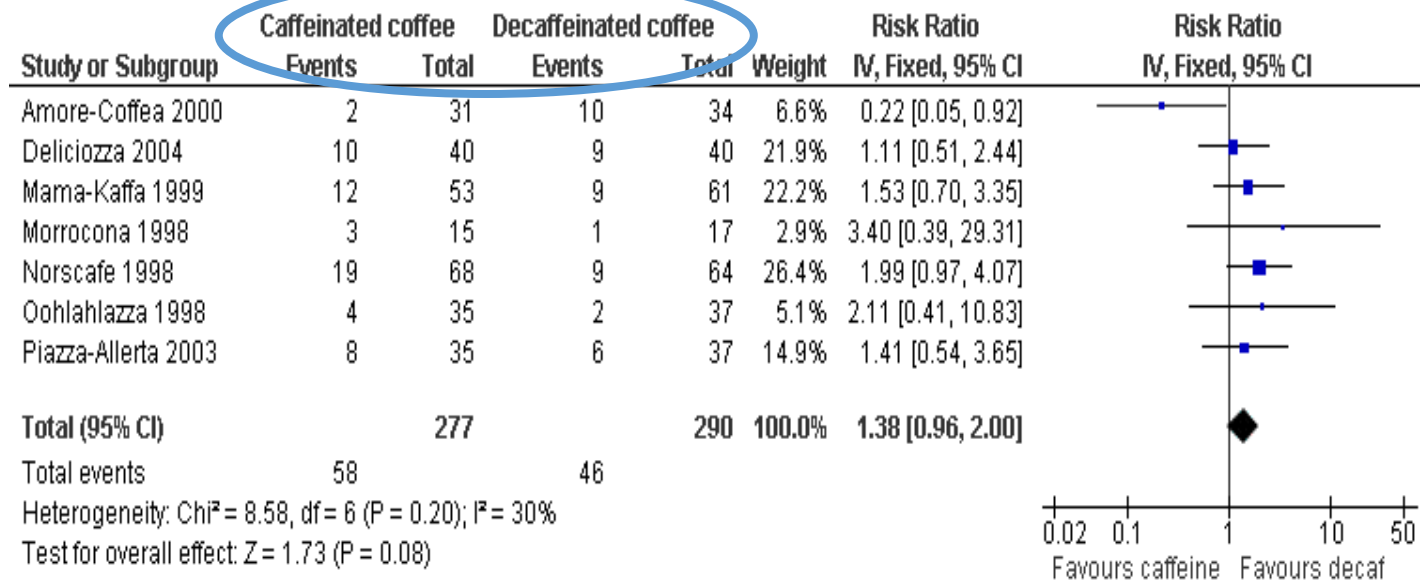 Caffeinated coffee Decaffeinated coffee Risk Ratio Risk Ratio
Study or Subgroup Events Total Events Total Weight IV, Fixed, 95% CI IV, Fixed, 95% CI
Amore-Coffea 2000 2 31 10 34 6.6% 0.22 [0.05, 0.92]
Deliciozza 2004 10 40 9 40 21.9% 1.11 [0.51, 2.44]
Mama-Kaffa 1999 12 53 9 61 22.2% 1.53 [0.70, 3.35]
Morrocona 1998 3 15 1 17 2.9% 3.40 [0.39, 29.31]
Norscafe 1998 19 68 9 64 26.4% 1.99 [0.97, 4.07]
Oohlahlazza 1998 4 35 2 37 5.1% 2.11 [0.41, 10.83]
Piazza-Allerta 2003 8 35 6 37 14.9% 1.41 [0.54, 3.65]
Total (95% CI) 277 290 100.0% 1.38 [0.96, 2.00]
Total events 58 46
Heterogeneity: Chi² = 8.58, df = 6 (P = 0.20); I² = 30%
Test for overall effect: Z = 1.73 (P = 0.08)
0.02 0.1 1 10 50
Favours caffeine Favours decaf